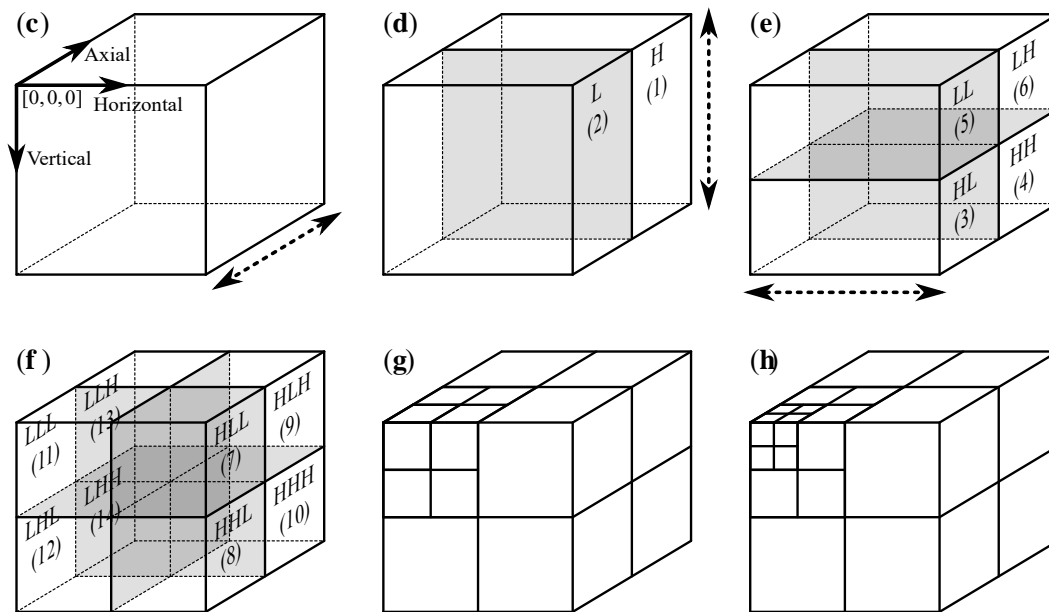 (c)
Axial
[0, 0, 0]
Horizontal
Vertical
(d)
H
(1)
L
(2)
(e)
LH
(6)
LL
(5)
HH
(4)
HL
(3)
(f)
LLH
(13)
LLL
(11)
HLH
(9)
HLL
(7)
LHH
(14)
LHL
(12)
HHH
(10)
HHL
(8)
(g)
(h)